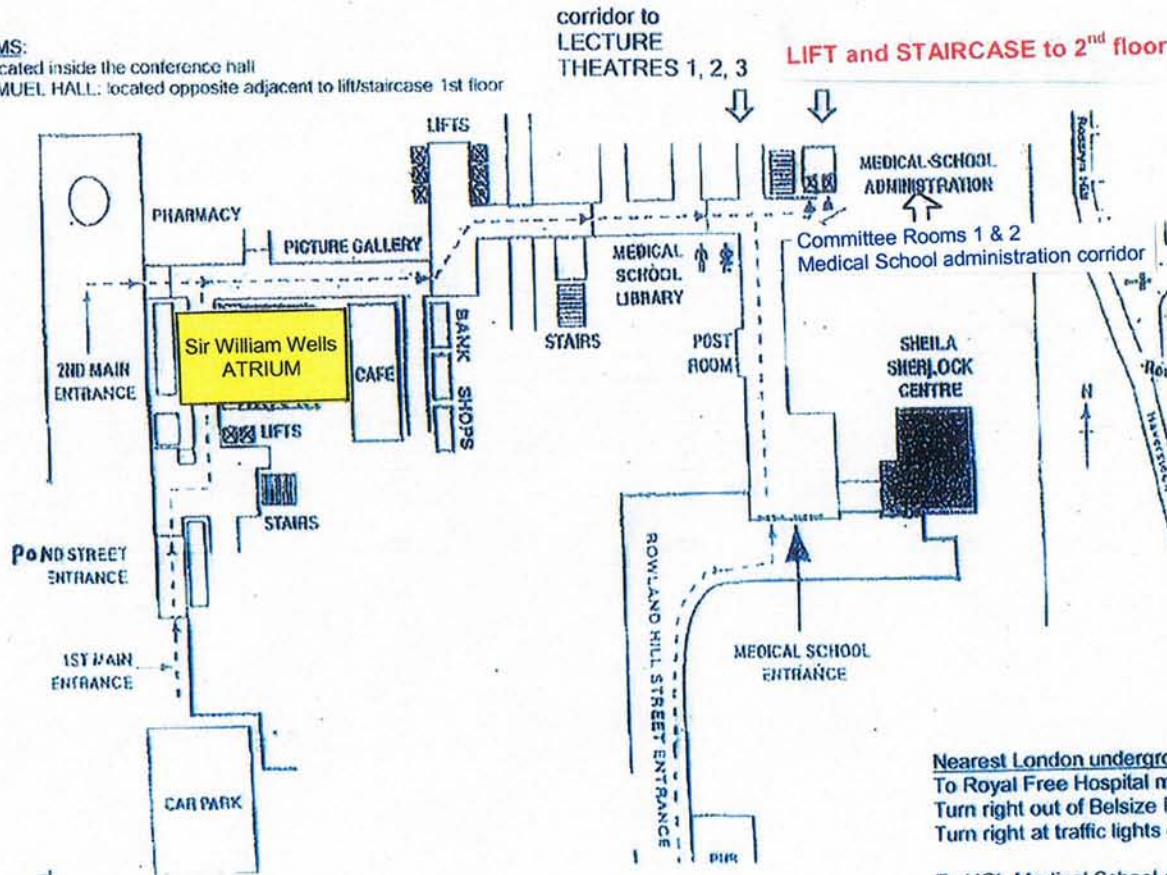 MS:
cated inside the conference hall
MUEL HALL: located opposite adjacent to lift/staircase 1st floor
corridor to
LECTURE
THEATRES 1, 2, 3
LIFT and STAIRCASE to 2nd floor
LIFTS
PHARMACY
PICTURE GALLERY
MEDICAL SCHOOL
ADMINISTRATION
Committee Rooms 1 & 2
Medical School administration corridor
MEDICAL
SCHOOL
LIBRARY
STAIRS
POST
ROOM
SHEILA
SHERLOCK
CENTRE
2ND MAIN
ENTRANCE
Sir William Wells
ATRIUM
CAFE
BANK SHOPS
LIFTS
STAIRS
N
POND STREET
ENTRANCE
1ST MAIN
ENTRANCE
CAR PARK
ROWLAND HILL STREET ENTRANCE
MEDICAL SCHOOL
ENTRANCE
Nearest London undergro
To Royal Free Hospital m
Turn right out of Belsize
Turn right at traffic lights